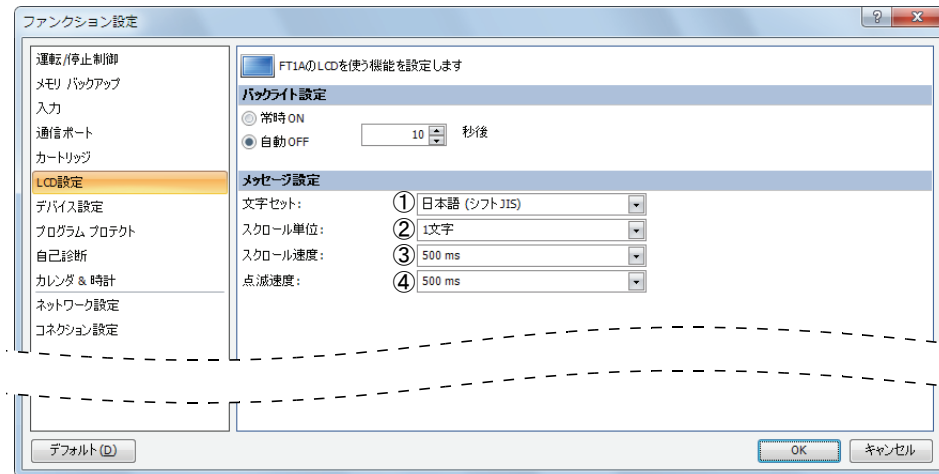 ファンクション設定
?
X
運転/停止制御
メモリ バックアップ
入力
通信ポート
カートリッジ
LCD設定
デバイス設定
プログラム プロテクト
自己診断
カレンダ & 時計
ネットワーク設定
コネクション設定
FT1AのLCDを使う機能を設定します
バックライト設定
常時ON
自動OFF 10 秒後
メッセージ設定
文字セット: ① 日本語 (シフトJIS)
スクロール単位: ② 1文字
スクロール速度: ③ 500 ms
点滅速度: ④ 500 ms
デフォルト(D) OK キャンセル